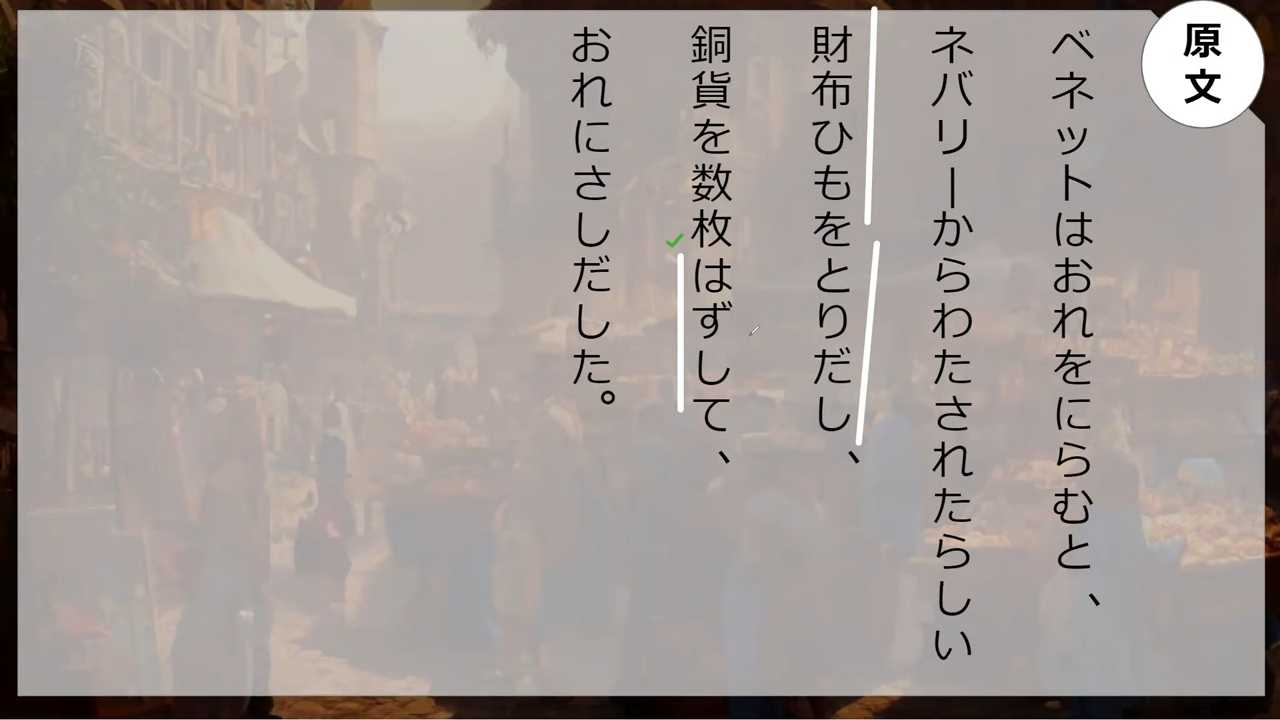 原文
ベネットはおれをにらむと、
ネバリーからわたされたらしい
財布ひもをとりだし、
銅貨を数枚はずして、
おれにさしだした。